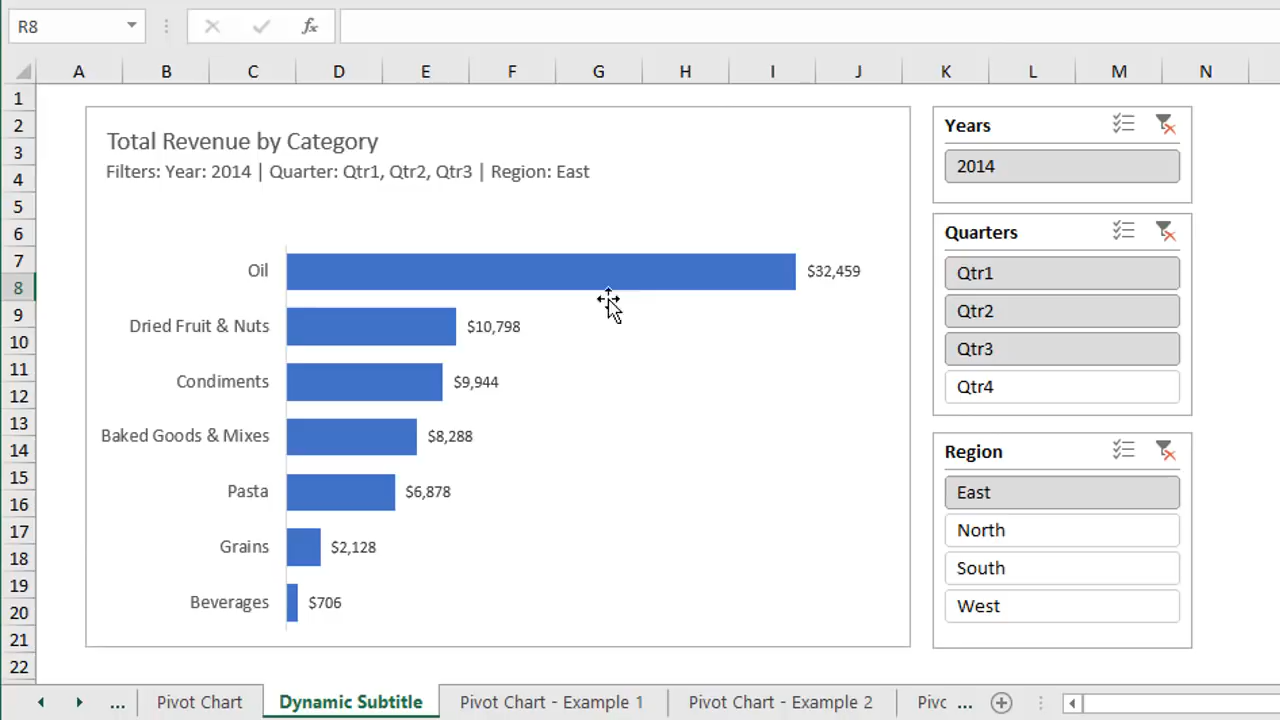 R8
fx
A B C D E F G H I J K L M N
1
2
3
4
5
6
7
8
9
10
11
12
13
14
15
16
17
18
19
20
21
22
Total Revenue by Category
Filters: Year: 2014 | Quarter: Qtr1, Qtr2, Qtr3 | Region: East
Oil $32,459
Dried Fruit & Nuts $10,798
Condiments $9,944
Baked Goods & Mixes $8,288
Pasta $6,878
Grains $2,128
Beverages $706
Years
2014
Quarters
Qtr1
Qtr2
Qtr3
Qtr4
Region
East
North
South
West
... Pivot Chart Dynamic Subtitle Pivot Chart - Example 1 Pivot Chart - Example 2 Pivc ...